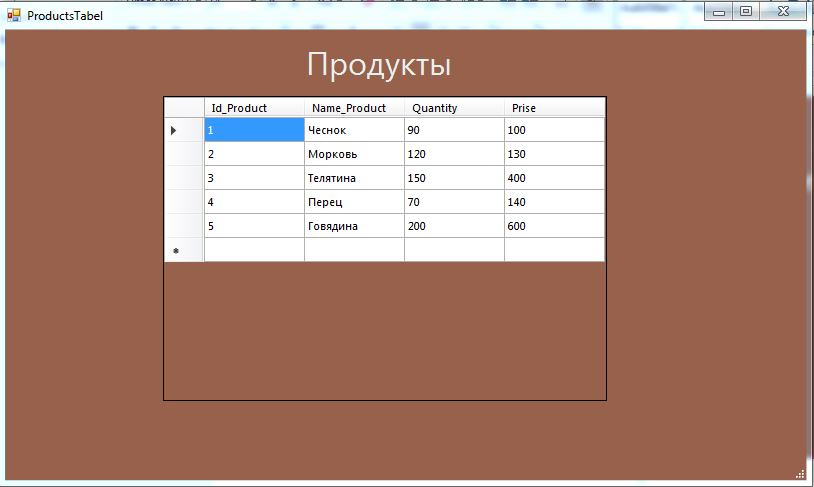 ProductsTabel
Продукты
Id_Product Name_Product Quantity Prise
1 Чеснок 90 100
2 Морковь 120 130
3 Телятина 150 400
4 Перец 70 140
5 Говядина 200 600